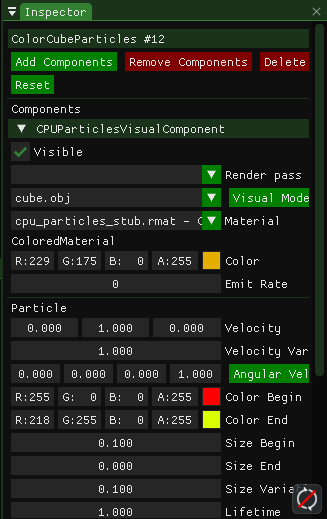 Inspector
ColorCubeParticles #12
Add Components Remove Components Delete
Reset
Components
CPUParticlesVisualComponent
Visible
Render pass
cube.obj Visual Mode
cpu_particles_stub.rmat - Material
ColoredMaterial
R:229 G:175 B: 0 A:255 Color
0 Emit Rate
Particle
0.000 1.000 0.000 Velocity
1.000 Velocity Var
0.000 0.000 0.000 1.000 Angular Vel
R:255 G: 0 B: 0 A:255 Color Begin
R:218 G:255 B: 0 A:255 Color End
0.100 Size Begin
0.000 Size End
0.100 Size Variat
1.000 Lifetime